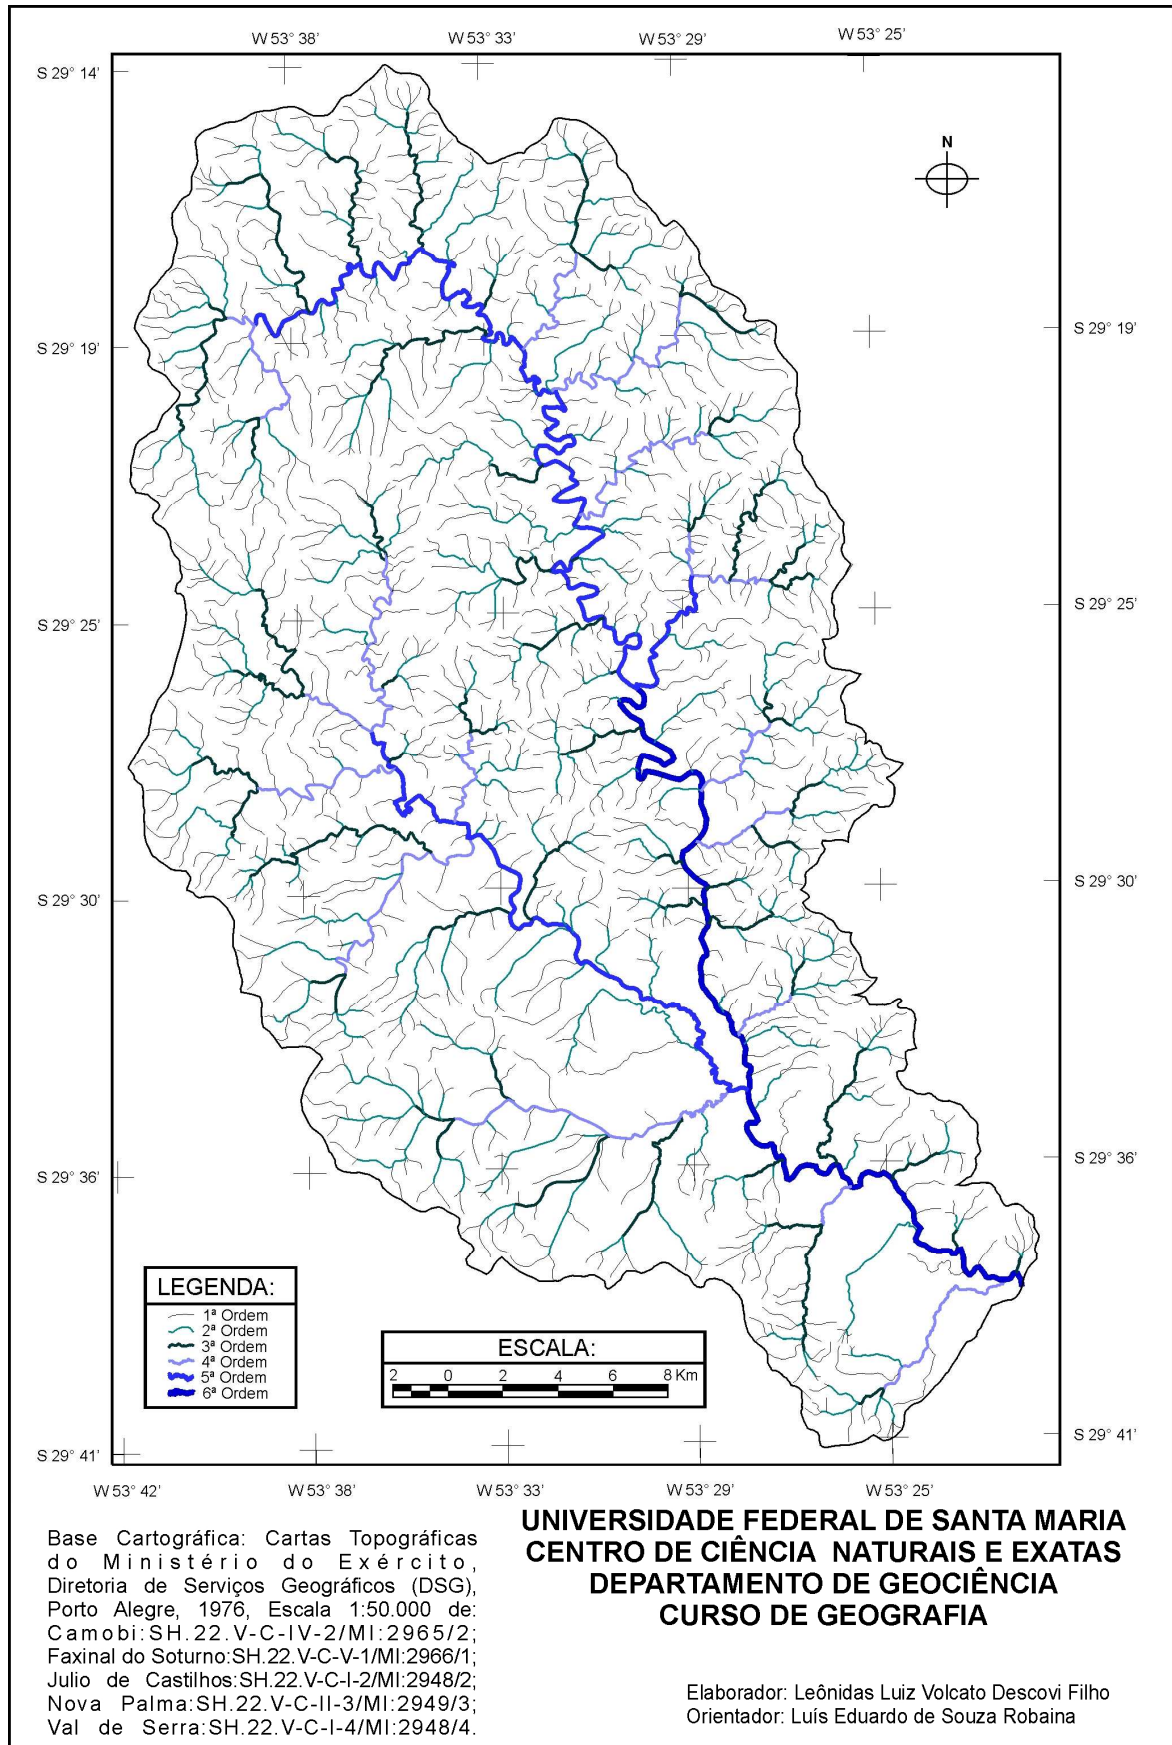 W 53° 38' W 53° 33' W 53° 29' W 53° 25'
S 29° 14'
N
S 29° 19' S 29° 19'
S 29° 25' S 29° 25'
S 29° 30' S 29° 30'
S 29° 36' S 29° 36'
LEGENDA:
1ª Ordem
2ª Ordem
3ª Ordem
4ª Ordem
5ª Ordem
6ª Ordem
ESCALA:
2 0 2 4 6 8 Km
S 29° 41' S 29° 41'
W 53° 42' W 53° 38' W 53° 33' W 53° 29' W 53° 25'
UNIVERSIDADE FEDERAL DE SANTA MARIA
CENTRO DE CIÊNCIA NATURAIS E EXATAS
DEPARTAMENTO DE GEOCIÊNCIA
CURSO DE GEOGRAFIA
Base Cartográfica: Cartas Topográficas
do Ministério do Exército,
Diretoria de Serviços Geográficos (DSG),
Porto Alegre, 1976, Escala 1:50.000 de:
Camobi:SH.22.V-C-IV-2/MI:2965/2;
Faxinal do Soturno:SH.22.V-C-V-1/MI:2966/1;
Julio de Castilhos:SH.22.V-C-I-2/MI:2948/2;
Nova Palma:SH.22.V-C-II-3/MI:2949/3;
Val de Serra:SH.22.V-C-I-4/MI:2948/4.
Elaborador: Leônidas Luiz Volcato Descovi Filho
Orientador: Luís Eduardo de Souza Robaina